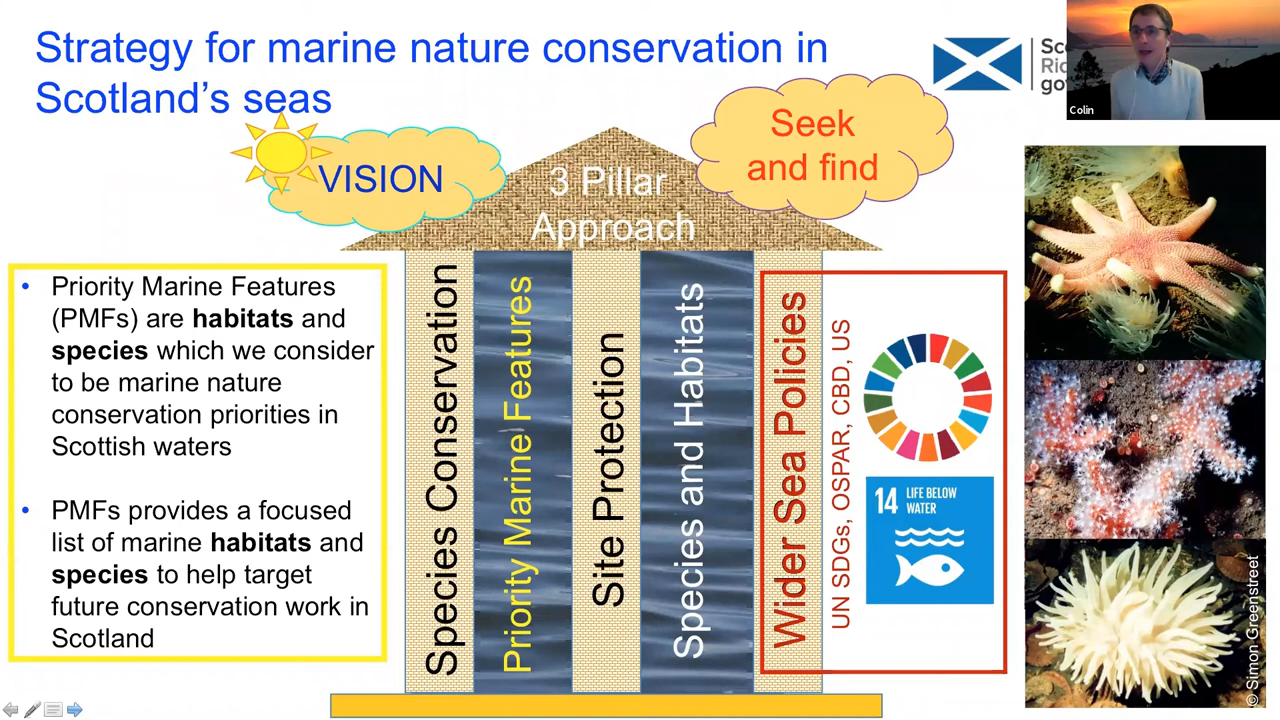 Strategy for marine nature conservation in
Scotland's seas
Colin
VISION
3 Pillar
Approach
Seek
and find
• Priority Marine Features
(PMFs) are habitats and
species which we consider
to be marine nature
conservation priorities in
Scottish waters
• PMFs provides a focused
list of marine habitats and
species to help target
future conservation work in
Scotland
Species Conservation
Priority Marine Features
Site Protection
Species and Habitats
Wider Sea Policies
UN SDGs, OSPAR, CBD, US
14 LIFE BELOW
WATER
© Simon Greenstreet